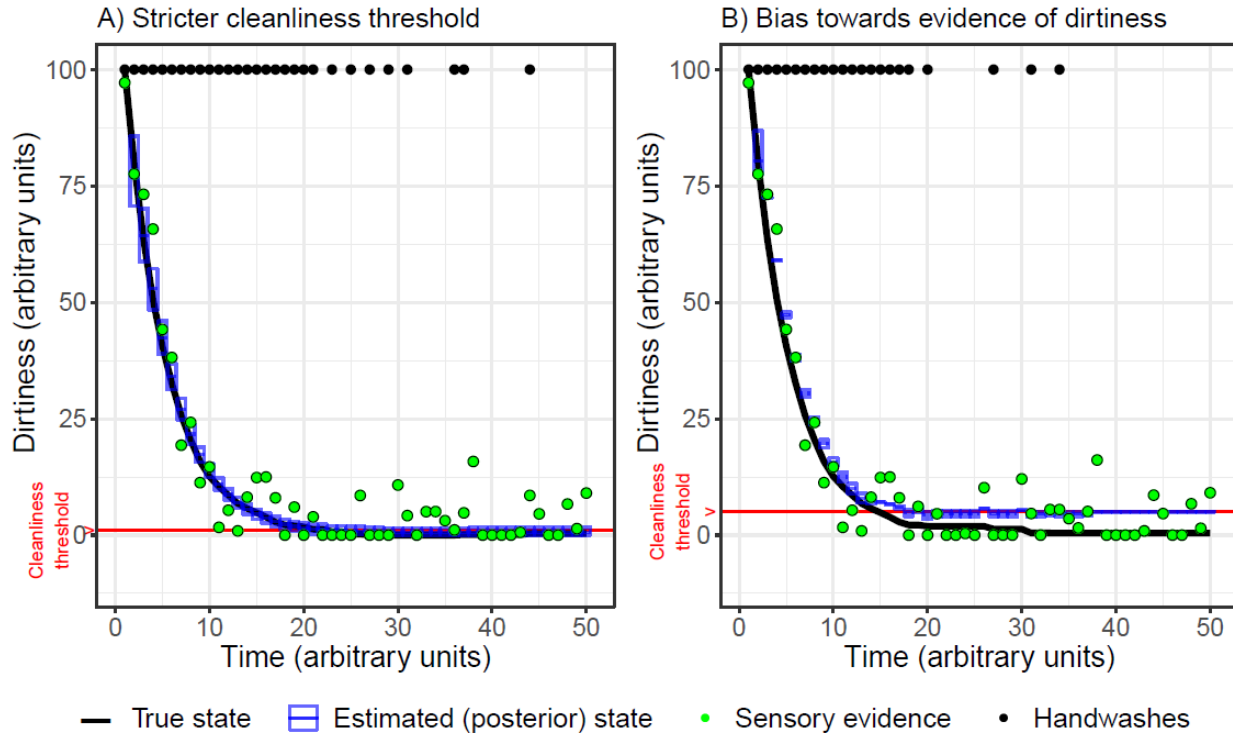 A) Stricter cleanliness threshold
100
75
50
25
0
Dirtiness (arbitrary units)
Cleanliness
threshold
>
0 10 20 30 40 50
Time (arbitrary units)
B) Bias towards evidence of dirtiness
100
75
50
25
0
Dirtiness (arbitrary units)
Cleanliness
threshold
>
0 10 20 30 40 50
Time (arbitrary units)
True state Estimated (posterior) state Sensory evidence Handwashes